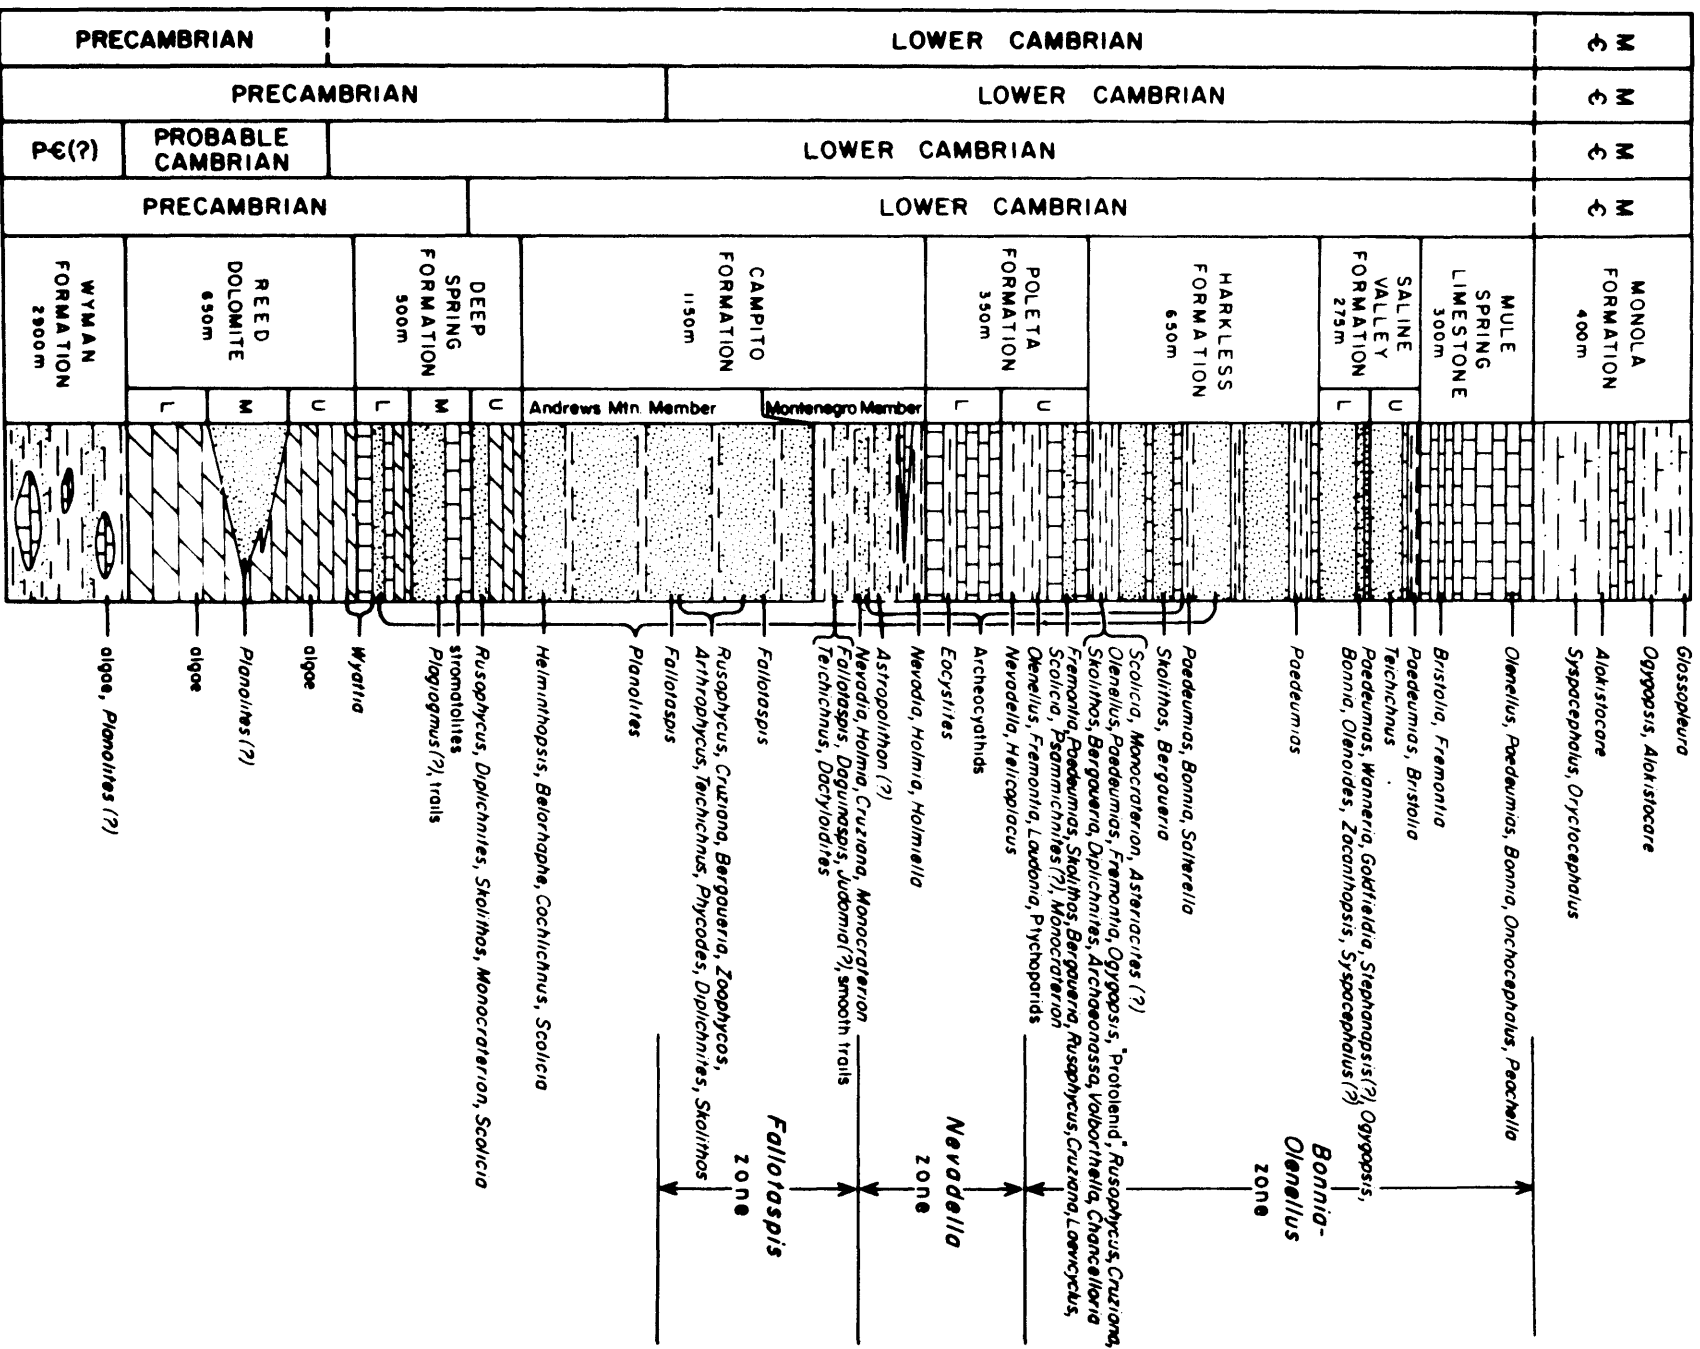 PRECAMBRIAN
LOWER CAMBRIAN
M Є
PRECAMBRIAN
LOWER CAMBRIAN
M Є
P-Є(?)
PROBABLE
CAMBRIAN
LOWER CAMBRIAN
M Є
PRECAMBRIAN
LOWER CAMBRIAN
M Є
WYMAN
FORMATION
2900m
REED
DOLOMITE
650m
DEEP
SPRING
FORMATION
500m
CAMPITO
FORMATION
1150m
POLETA
FORMATION
350m
HARKLESS
FORMATION
650m
SALINE
VALLEY
FORMATION
275m
MULE
SPRING
LIMESTONE
300m
MONOLA
FORMATION
400m
L
M
U
L
M
U
Andrews Mtn. Member
Montenegro Member
L
U
L
U
Glossopleura
Ogygopsis, Alokistocare
Alokistocare
Syspacephalus, Oryctocephalus
Olenellus, Paedeumias, Bonnia, Onchocephalus, Peachella
Bristolia, Fremontia
Paedeumias, Bristolia
Teichichnus
Paedeumias, Wanneria, Goldfieldia, Stephanapsis(?), Ogygopsis,
Bonnia, Olenoides, Zacanthopsis, Syspacephalus(?)
Paedeumias
Paedeumias, Bonnia, Salterella
Skolithos, Bergaueria
Scolicia, Monocraterion, Asteriacites (?)
Olenellus, Paedeumias, Fremontia, Ogygopsis, "Protolenid", Rusophycus, Cruziana,
Skolithos, Bergaueria, Diplichnites, Archaeonassa, Volborthella, Chancelloria
Fremontia, Paedeumias, Skolithos, Bergaueria, Rusophycus, Cruziana, Laevicyclus,
Scolicia, Psammichnites(?), Monocraterion
Olenellus, Fremontia, Laudonia, Ptychopariids
Nevadella, Helicoplacus
Archeocyathids
Eocystites
Nevadia, Holmia, Holmiella
Astropolithon (?)
Nevadia, Holmia, Cruziana, Monocraterion
Fallotaspis, Daguinaspis, Judomia(?), smooth trails
Teichichnus, Dactyloidites
Fallotaspis
Rusophycus, Cruziana, Bergaueria, Zoophycos,
Arthrophycus, Teichichnus, Phycodes, Diplichnites, Skolithos
Fallotaspis
Planolites
Helminthopsis, Belorhaphe, Cochlichnus, Scolicia
Rusophycus, Diplichnites, Skolithos, Monocraterion, Scolicia
stromatolites
Plagiogmus(?), trails
Wyattia
algae
Planolites(?)
algae
algae, Planolites (?)
Bonnia-
Olenellus
zone
Nevadella
zone
Fallotaspis
zone